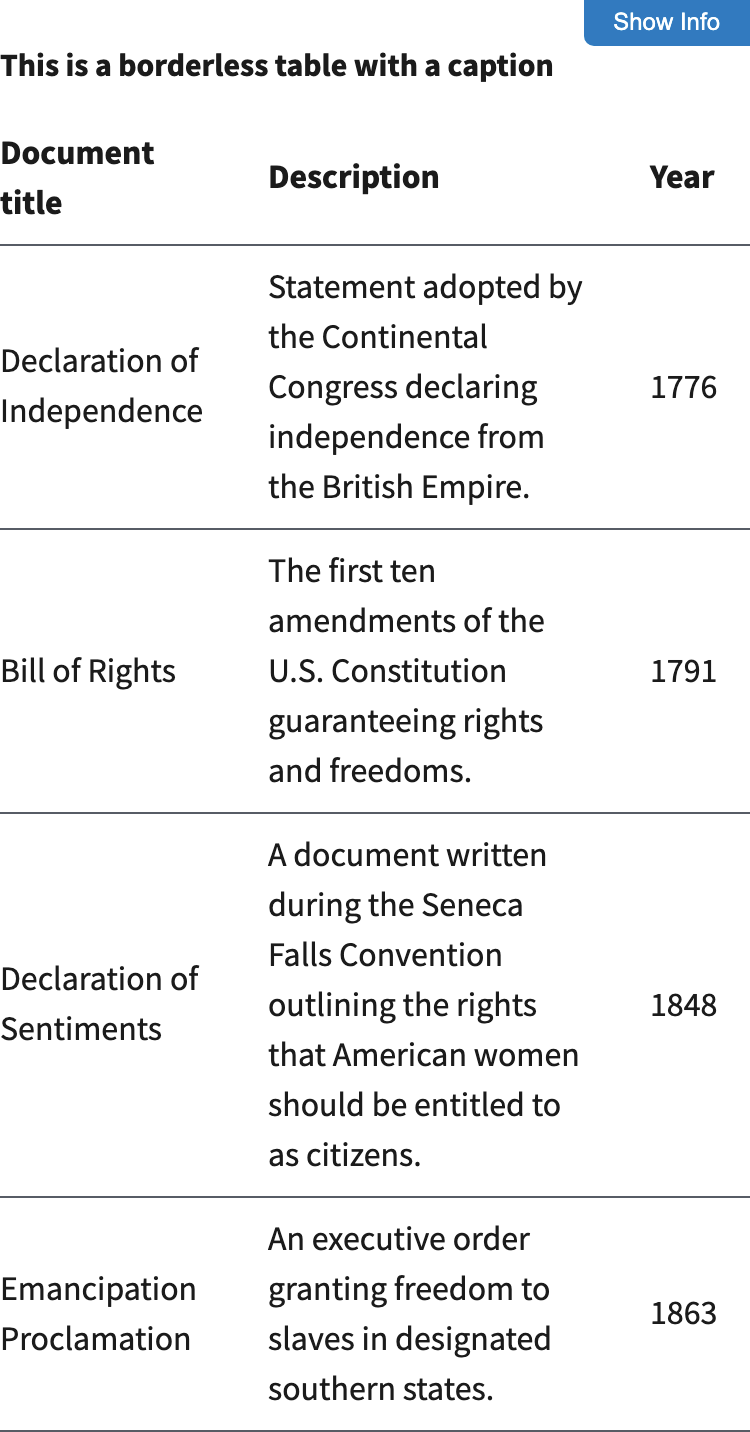 Show Info
This is a borderless table with a caption
Document
title
Description
Year
Declaration of
Independence
Statement adopted by
the Continental
Congress declaring
independence from
the British Empire.
1776
Bill of Rights
The first ten
amendments of the
U.S. Constitution
guaranteeing rights
and freedoms.
1791
Declaration of
Sentiments
A document written
during the Seneca
Falls Convention
outlining the rights
that American women
should be entitled to
as citizens.
1848
Emancipation
Proclamation
An executive order
granting freedom to
slaves in designated
southern states.
1863